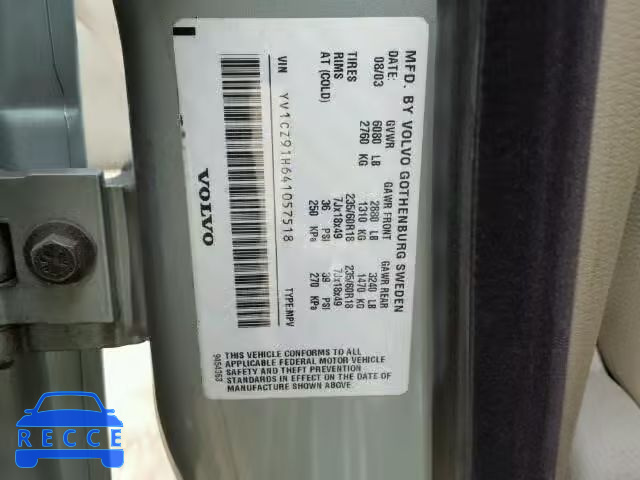 MFD. BY VOLVO GOTHENBURG SWEDEN
DATE: GVWR GAWR FRONT GAWR REAR
08/03 6080 LB 2880 LB 3240 LB
2760 KG 1310 KG 1470 KG
TIRES 235/60R18 235/60R18
RIMS 7Jx18x49 7Jx18x49
AT (COLD) 36 PSI 39 PSI
250 KPa 270 KPa
VIN YV1CZ91H641057518 TYPE:MPV
VOLVO
9454368
THIS VEHICLE CONFORMS TO ALL
APPLICABLE FEDERAL MOTOR VEHICLE
SAFETY AND THEFT PREVENTION
STANDARDS IN EFFECT ON THE DATE OF
MANUFACTURE SHOWN ABOVE.
RECCE